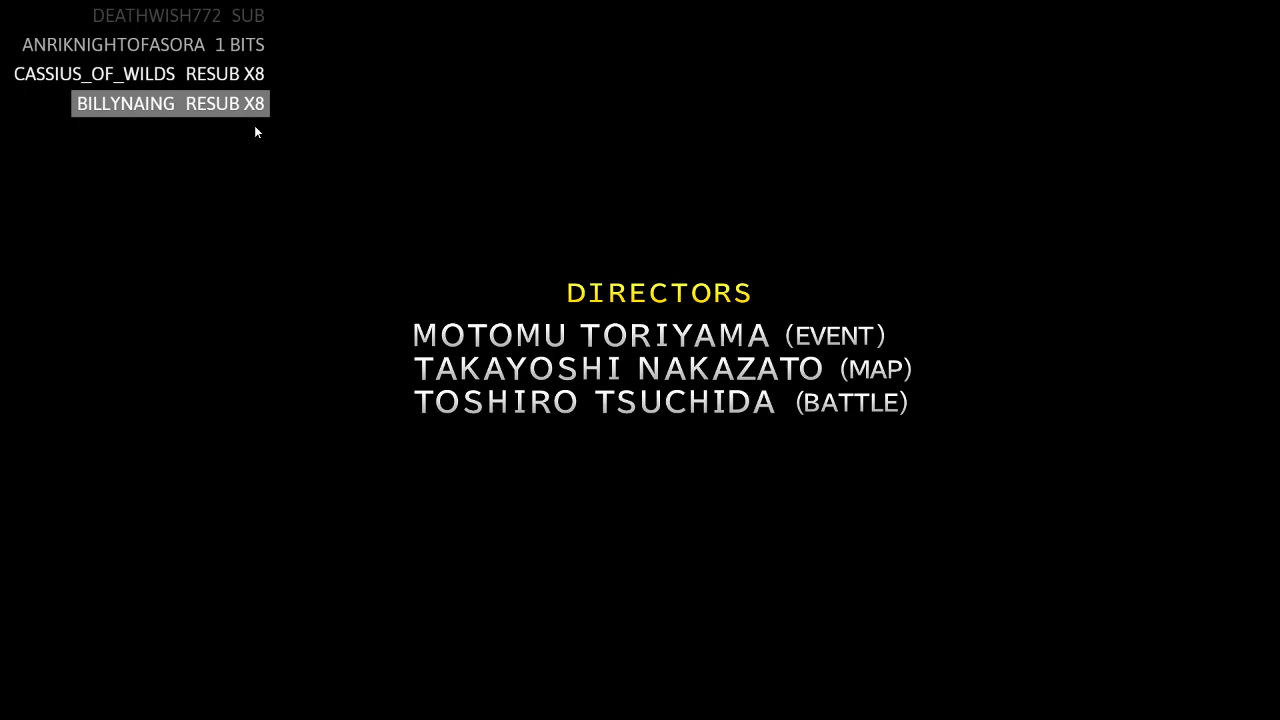 DEATHWISH772 SUB
ANRIKNIGHTOFASORA 1 BITS
CASSIUS_OF_WILDS RESUB X8
BILLYNAING RESUB X8
DIRECTORS
MOTOMU TORIYAMA (EVENT)
TAKAYOSHI NAKAZATO (MAP)
TOSHIRO TSUCHIDA (BATTLE)